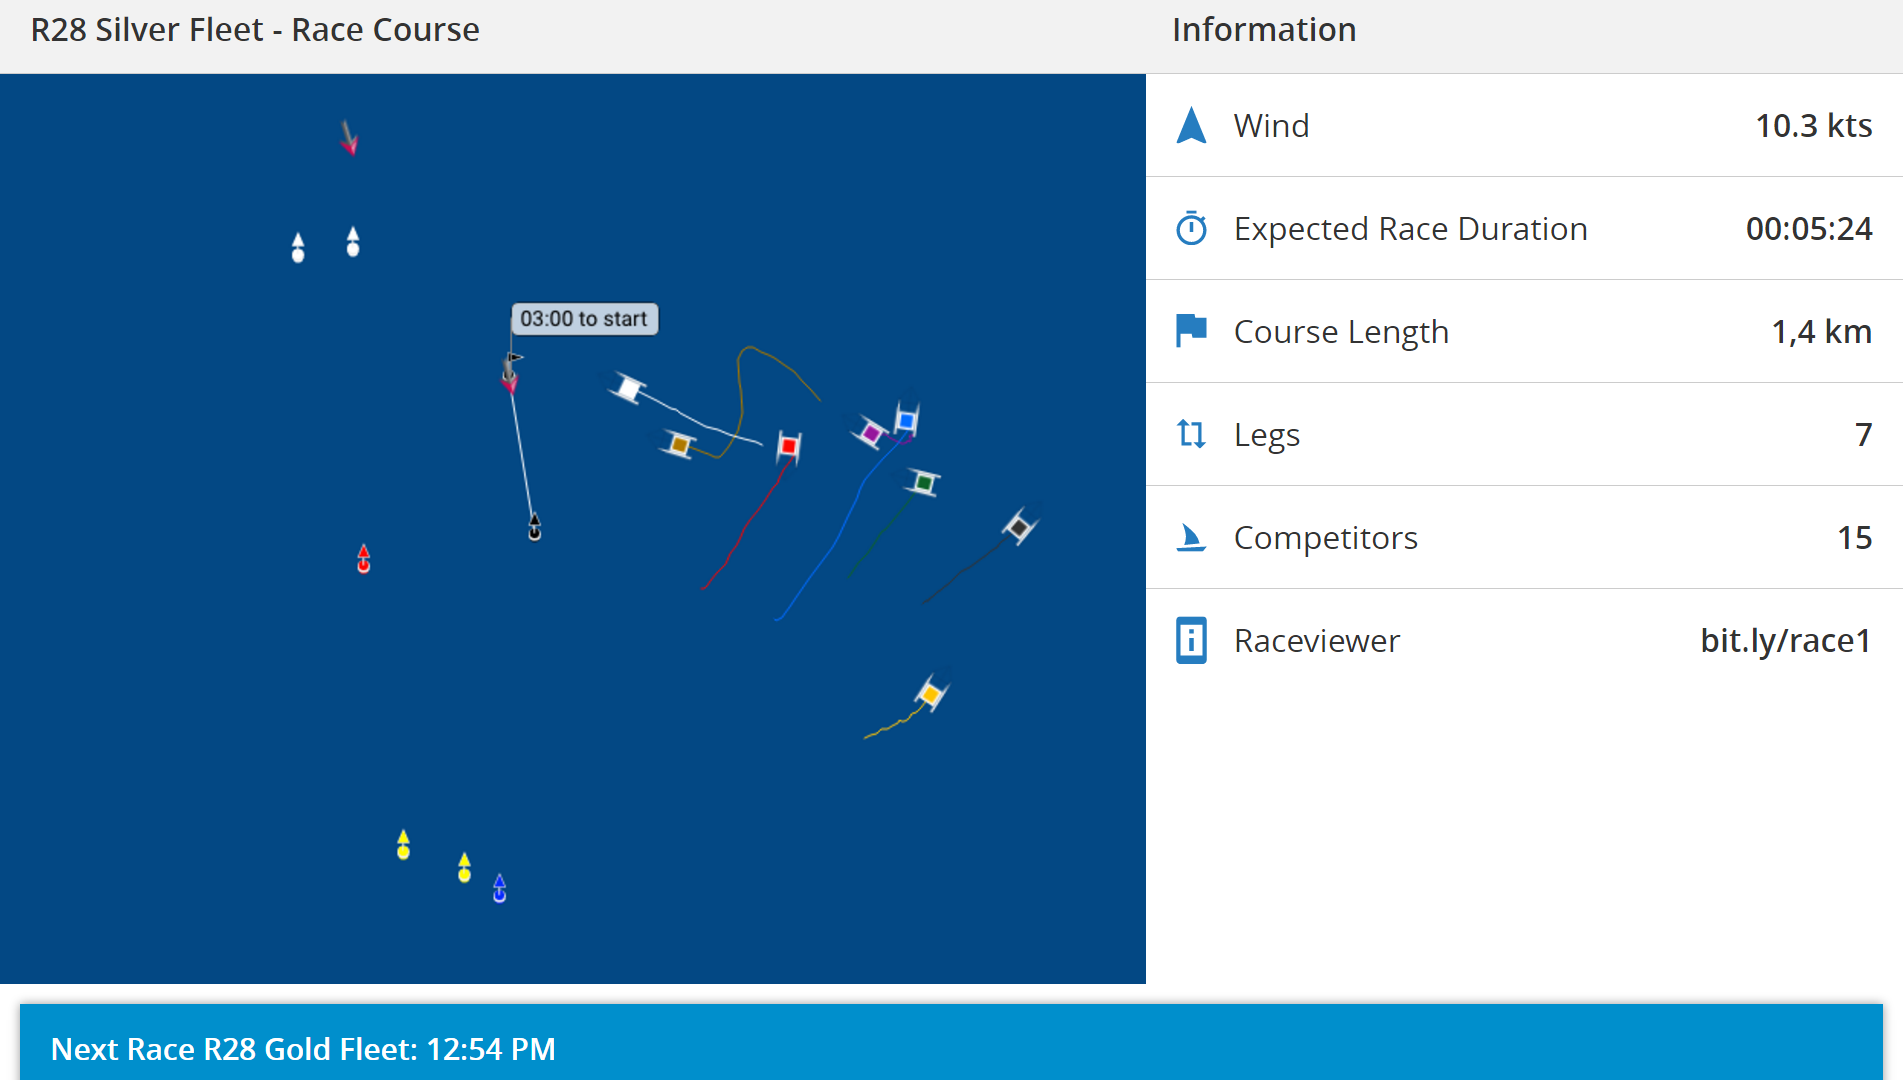 R28 Silver Fleet - Race Course
Information
03:00 to start
Wind 10.3 kts
Expected Race Duration 00:05:24
Course Length 1,4 km
Legs 7
Competitors 15
Raceviewer bit.ly/race1
Next Race R28 Gold Fleet: 12:54 PM